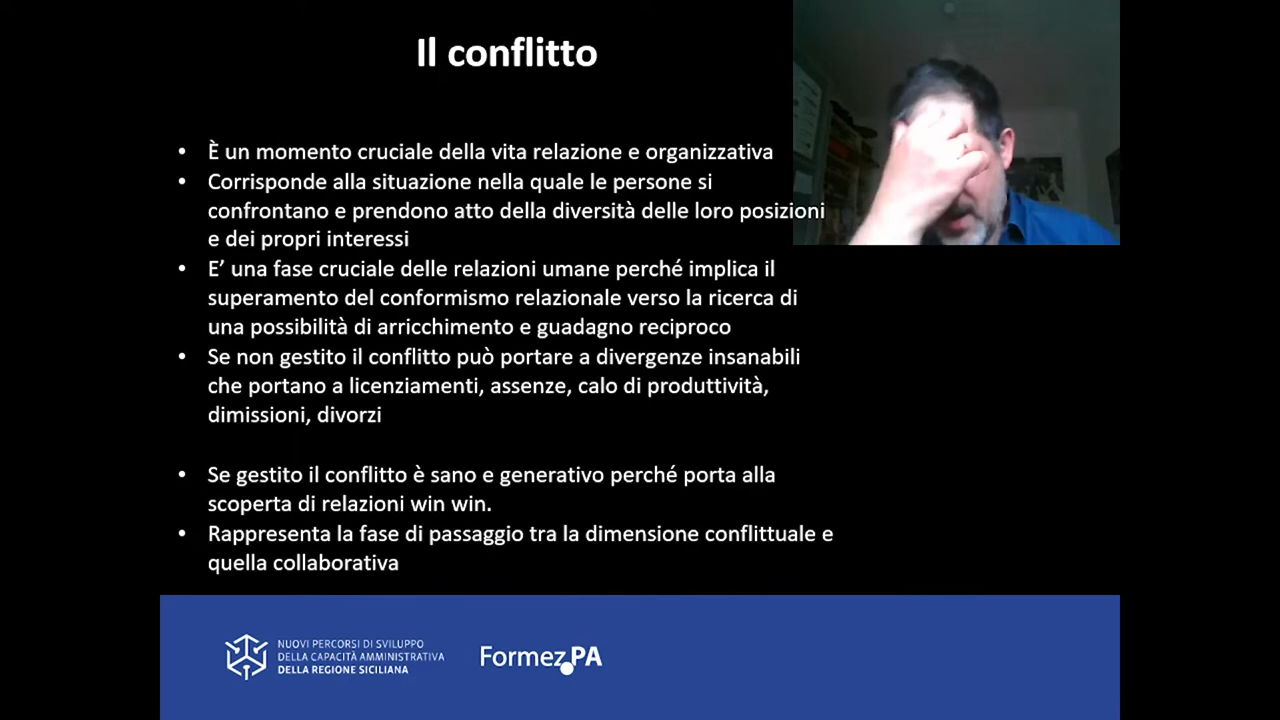 Il conflitto
• È un momento cruciale della vita relazione e organizzativa
• Corrisponde alla situazione nella quale le persone si
confrontano e prendono atto della diversità delle loro posizioni
e dei propri interessi
• E’ una fase cruciale delle relazioni umane perché implica il
superamento del conformismo relazionale verso la ricerca di
una possibilità di arricchimento e guadagno reciproco
• Se non gestito il conflitto può portare a divergenze insanabili
che portano a licenziamenti, assenze, calo di produttività,
dimissioni, divorzi
• Se gestito il conflitto è sano e generativo perché porta alla
scoperta di relazioni win win.
• Rappresenta la fase di passaggio tra la dimensione conflittuale e
quella collaborativa
NUOVI PERCORSI DI SVILUPPO
DELLA CAPACITÀ AMMINISTRATIVA
DELLA REGIONE SICILIANA
Formez PA